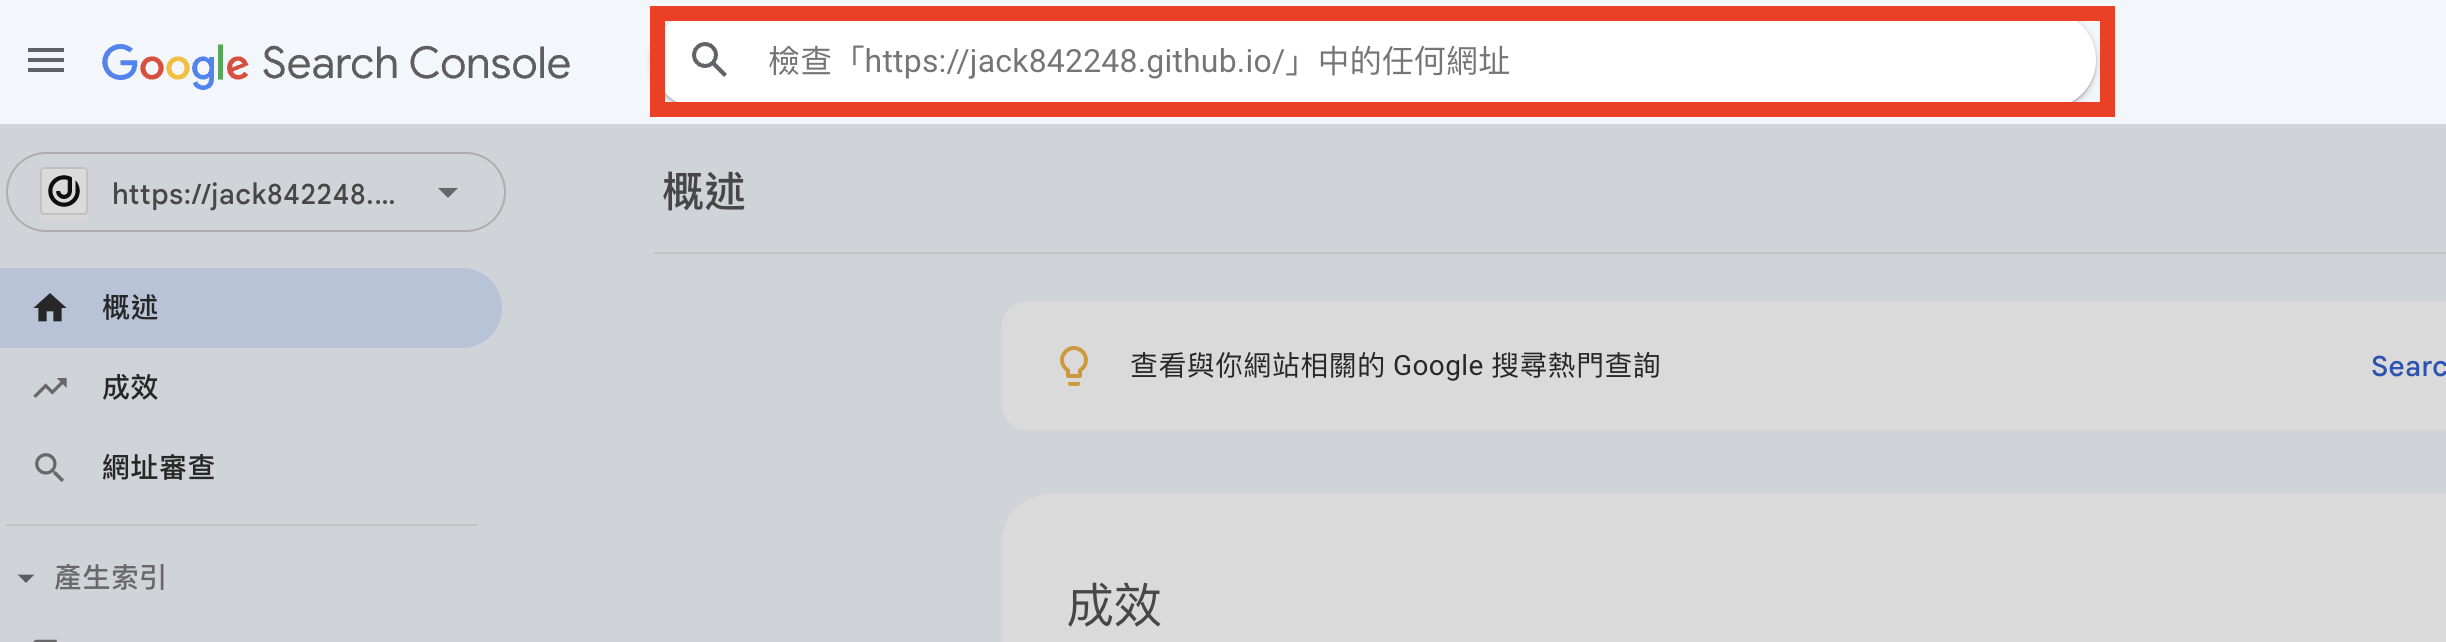 Google Search Console
檢查「https://jack842248.github.io/」中的任何網址
https://jack842248....
概述
概述
成效
網址審查
產生索引
查看與你網站相關的 Google 搜尋熱門查詢
Searc
成效